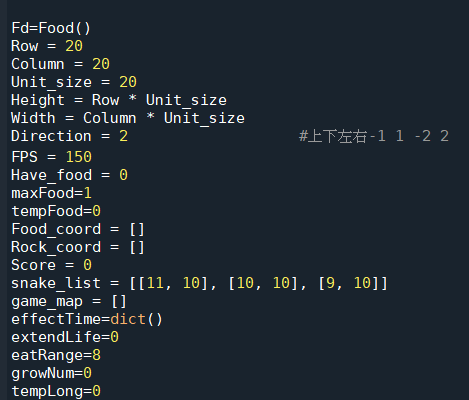 Fd=Food()
Row = 20
Column = 20
Unit_size = 20
Height = Row * Unit_size
Width = Column * Unit_size
Direction = 2 #上下左右-1 1 -2 2
FPS = 150
Have_food = 0
maxFood=1
tempFood=0
Food_coord = []
Rock_coord = []
Score = 0
snake_list = [[11, 10], [10, 10], [9, 10]]
game_map = []
effectTime=dict()
extendLife=0
eatRange=8
growNum=0
tempLong=0